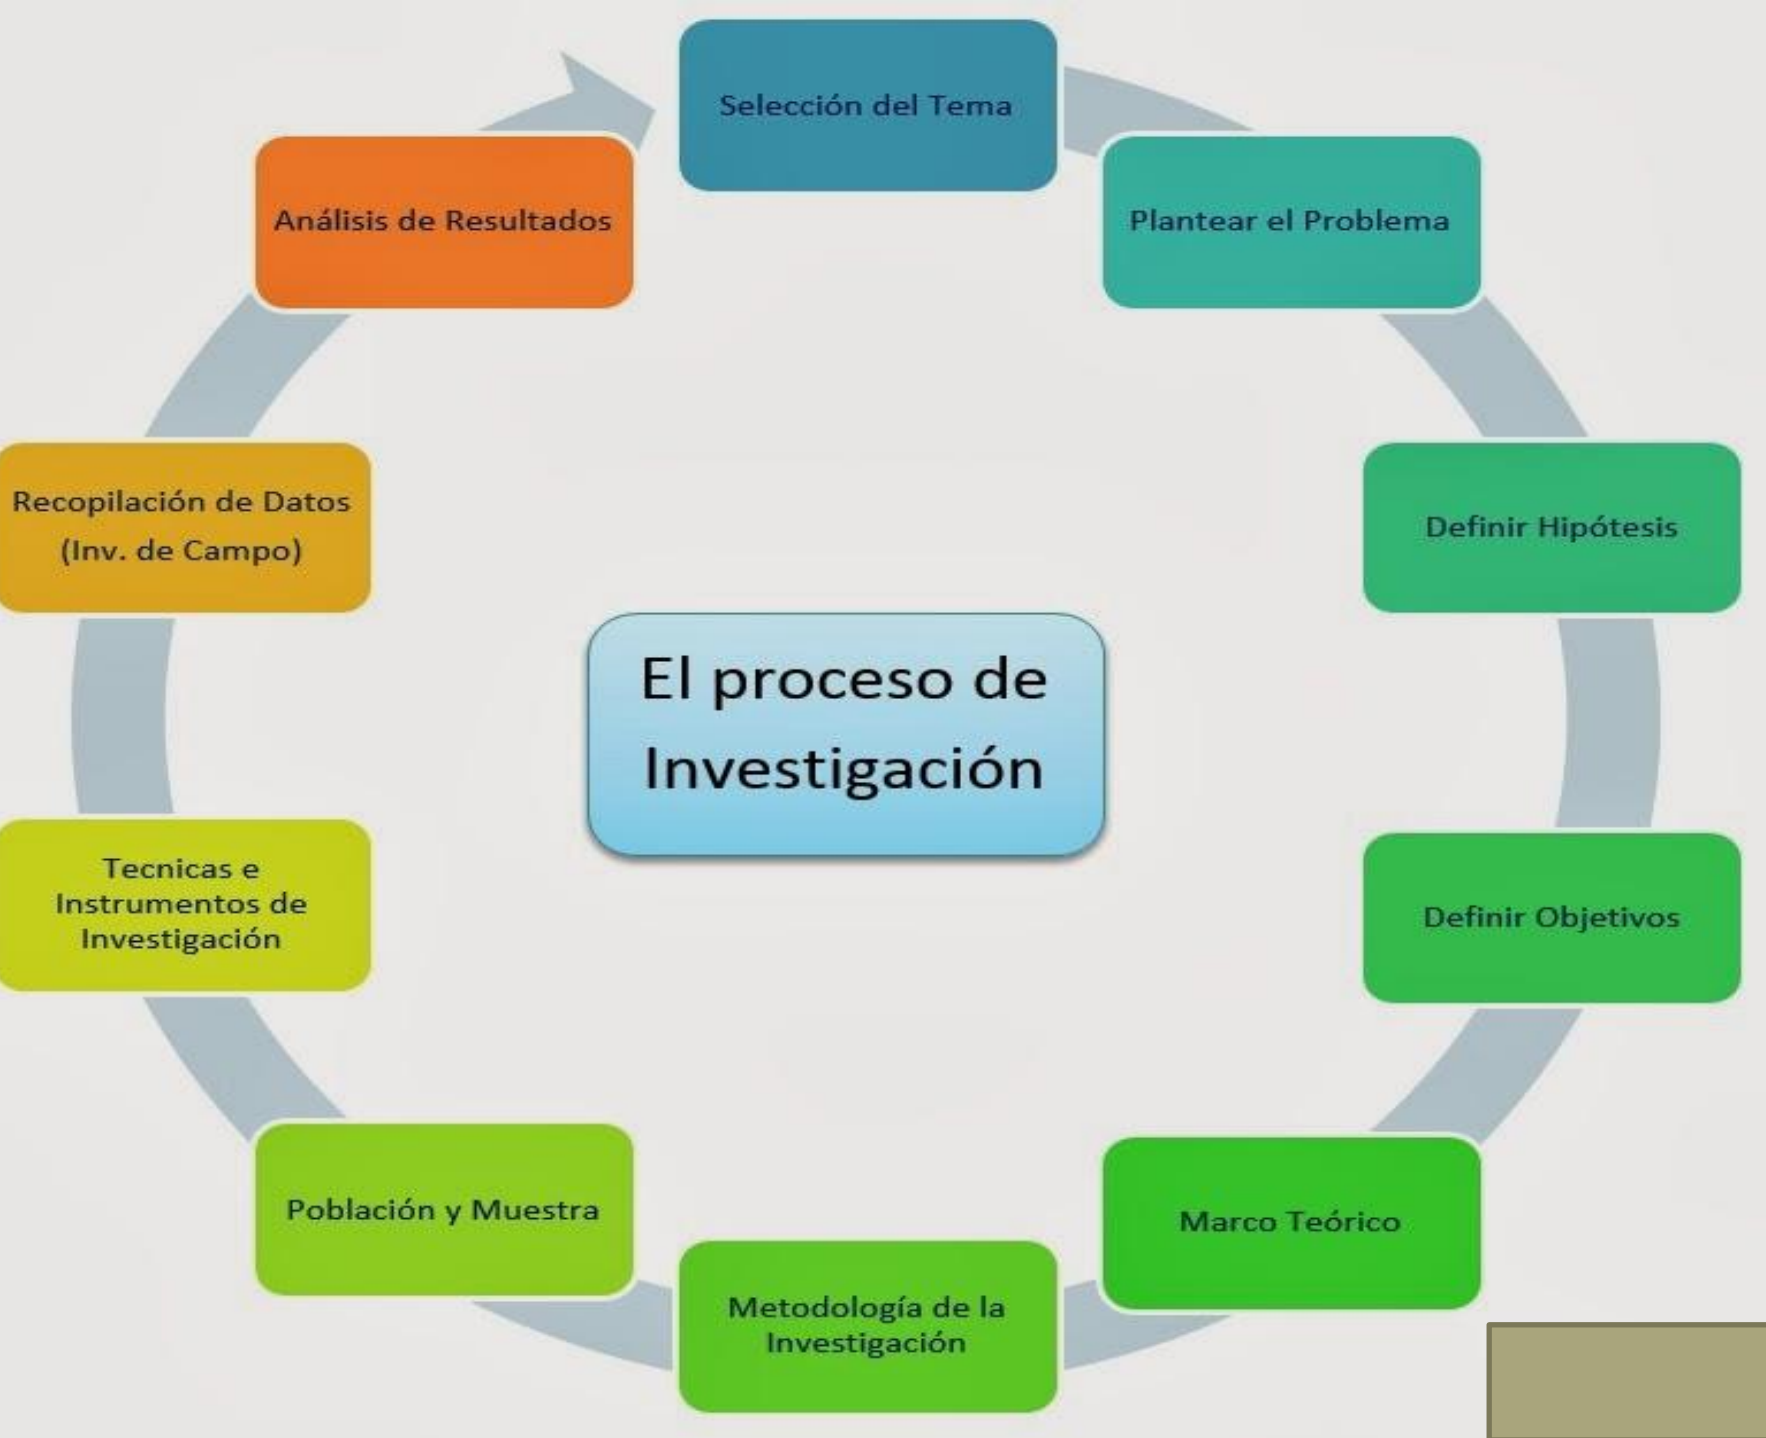 Selección del Tema
Plantear el Problema
Definir Hipótesis
Definir Objetivos
Marco Teórico
Metodología de la
Investigación
Población y Muestra
Tecnicas e
Instrumentos de
Investigación
Recopilación de Datos
(Inv. de Campo)
Análisis de Resultados
El proceso de
Investigación